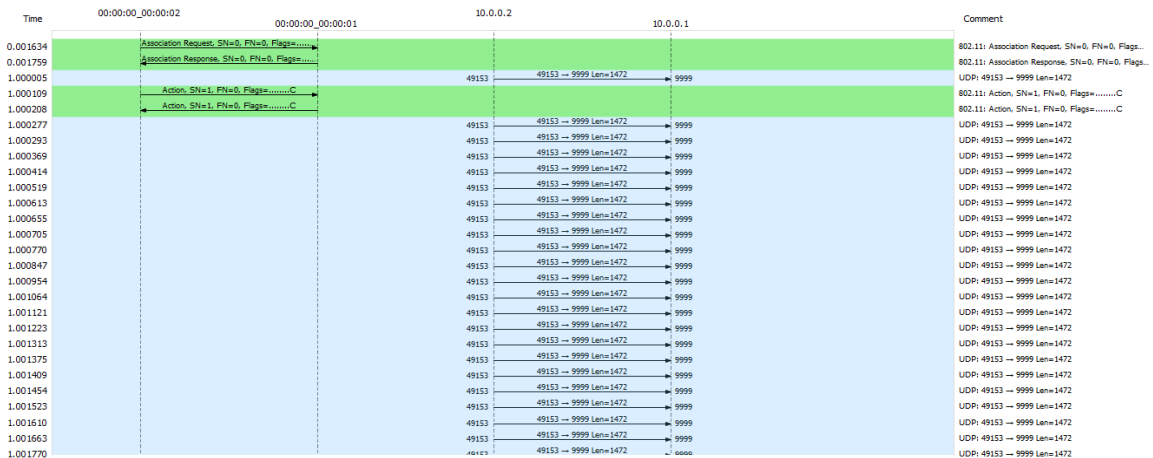 Time 00:00:00_00:00:02 00:00:00_00:00:01 10.0.0.2 10.0.0.1 Comment
0.001634 Association Request, SN=0, FN=0, Flags=..... 802.11: Association Request, SN=0, FN=0, Flags...
0.001759 Association Response, SN=0, FN=0, Flags=.... 802.11: Association Response, SN=0, FN=0, Flags...
1.000005 49153 49153 → 9999 Len=1472 9999 UDP: 49153 → 9999 Len=1472
1.000109 Action, SN=1, FN=0, Flags=........C 802.11: Action, SN=1, FN=0, Flags=........C
1.000208 Action, SN=1, FN=0, Flags=........C 802.11: Action, SN=1, FN=0, Flags=........C
1.000277 49153 49153 → 9999 Len=1472 9999 UDP: 49153 → 9999 Len=1472
1.000293 49153 49153 → 9999 Len=1472 9999 UDP: 49153 → 9999 Len=1472
1.000369 49153 49153 → 9999 Len=1472 9999 UDP: 49153 → 9999 Len=1472
1.000414 49153 49153 → 9999 Len=1472 9999 UDP: 49153 → 9999 Len=1472
1.000519 49153 49153 → 9999 Len=1472 9999 UDP: 49153 → 9999 Len=1472
1.000613 49153 49153 → 9999 Len=1472 9999 UDP: 49153 → 9999 Len=1472
1.000655 49153 49153 → 9999 Len=1472 9999 UDP: 49153 → 9999 Len=1472
1.000705 49153 49153 → 9999 Len=1472 9999 UDP: 49153 → 9999 Len=1472
1.000770 49153 49153 → 9999 Len=1472 9999 UDP: 49153 → 9999 Len=1472
1.000847 49153 49153 → 9999 Len=1472 9999 UDP: 49153 → 9999 Len=1472
1.000954 49153 49153 → 9999 Len=1472 9999 UDP: 49153 → 9999 Len=1472
1.001064 49153 49153 → 9999 Len=1472 9999 UDP: 49153 → 9999 Len=1472
1.001121 49153 49153 → 9999 Len=1472 9999 UDP: 49153 → 9999 Len=1472
1.001223 49153 49153 → 9999 Len=1472 9999 UDP: 49153 → 9999 Len=1472
1.001313 49153 49153 → 9999 Len=1472 9999 UDP: 49153 → 9999 Len=1472
1.001375 49153 49153 → 9999 Len=1472 9999 UDP: 49153 → 9999 Len=1472
1.001409 49153 49153 → 9999 Len=1472 9999 UDP: 49153 → 9999 Len=1472
1.001454 49153 49153 → 9999 Len=1472 9999 UDP: 49153 → 9999 Len=1472
1.001523 49153 49153 → 9999 Len=1472 9999 UDP: 49153 → 9999 Len=1472
1.001610 49153 49153 → 9999 Len=1472 9999 UDP: 49153 → 9999 Len=1472
1.001663 49153 49153 → 9999 Len=1472 9999 UDP: 49153 → 9999 Len=1472
1.001770 49153 49153 → 9999 Len=1472 9999 UDP: 49153 → 9999 Len=1472